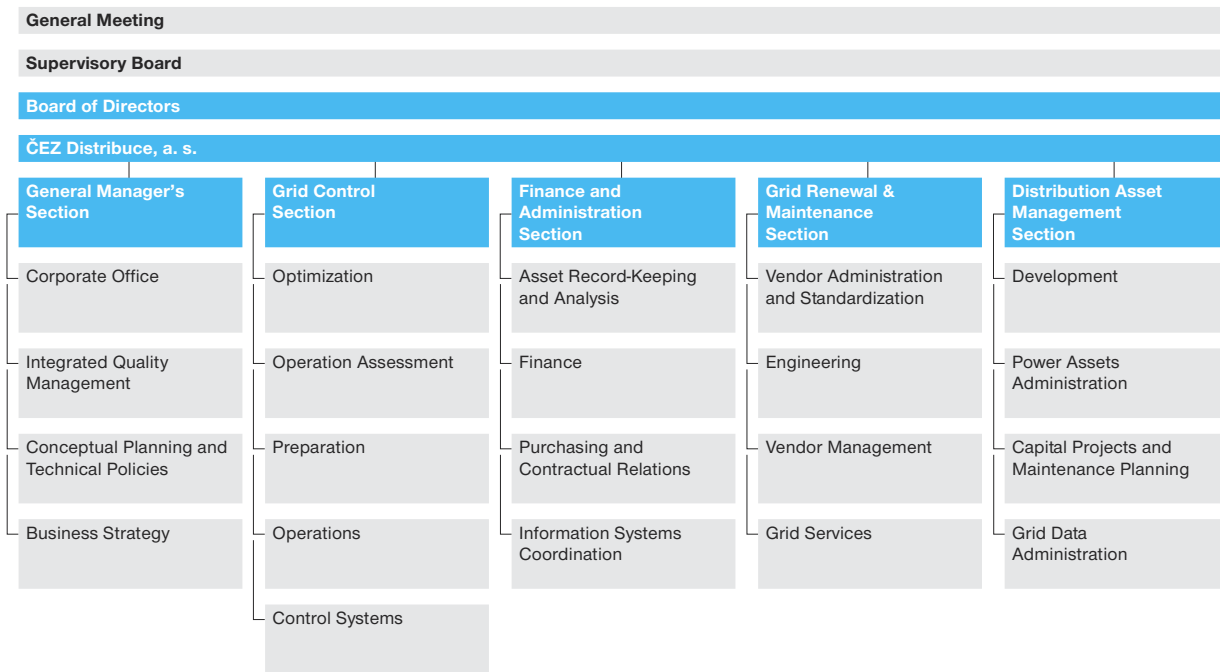 General Meeting
Supervisory Board
Board of Directors
ČEZ Distribuce, a. s.
General Manager's
Section
Corporate Office
Integrated Quality
Management
Conceptual Planning and
Technical Policies
Business Strategy
Grid Control
Section
Optimization
Operation Assessment
Preparation
Operations
Control Systems
Finance and
Administration
Section
Asset Record-Keeping
and Analysis
Finance
Purchasing and
Contractual Relations
Information Systems
Coordination
Grid Renewal &
Maintenance
Section
Vendor Administration
and Standardization
Engineering
Vendor Management
Grid Services
Distribution Asset
Management
Section
Development
Power Assets
Administration
Capital Projects and
Maintenance Planning
Grid Data
Administration